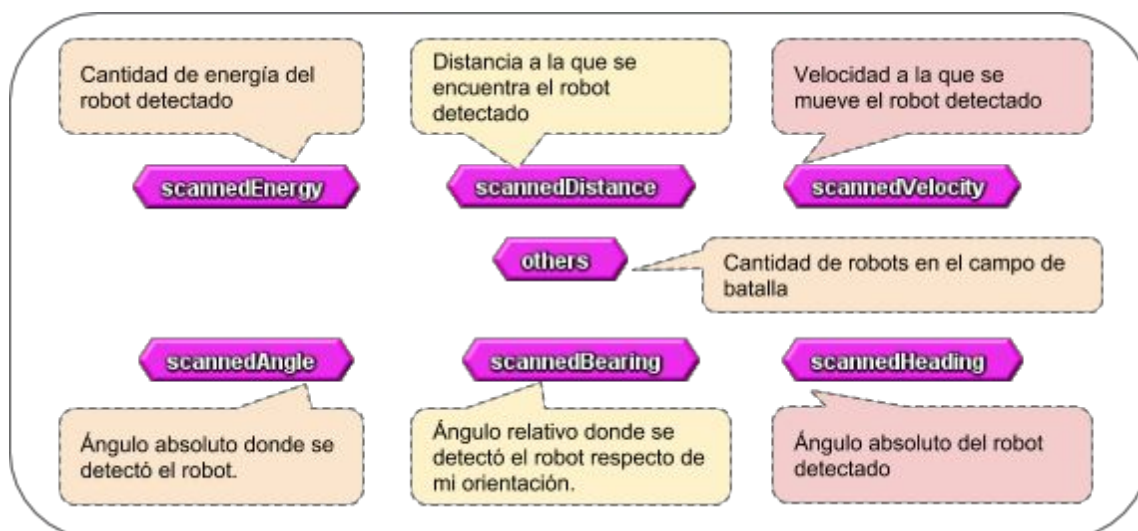 Cantidad de energía del
robot detectado
Distancia a la que se
encuentra el robot
detectado
Velocidad a la que se
mueve el robot detectado
scannedEnergy
scannedDistance
scannedVelocity
others
Cantidad de robots en el campo de
batalla
scannedAngle
scannedBearing
scannedHeading
Ángulo absoluto donde se
detectó el robot.
Ángulo relativo donde se
detectó el robot respecto de
mi orientación.
Ángulo absoluto del robot
detectado